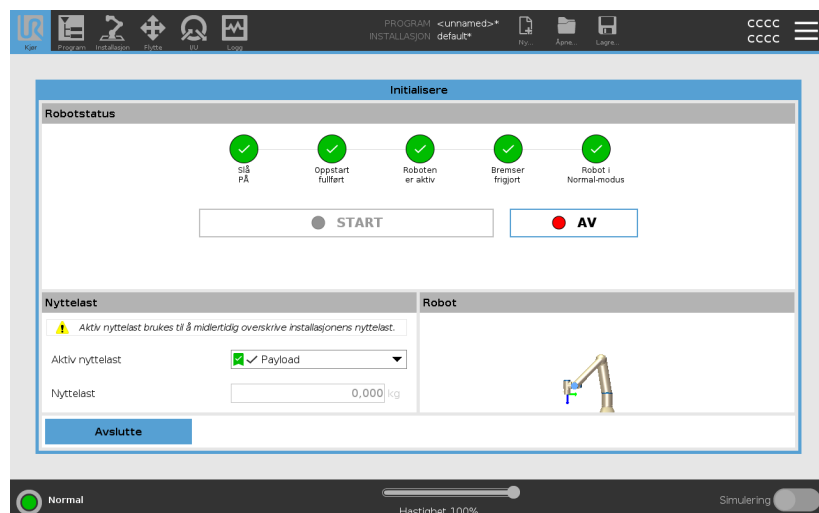 UR
PROGRAM <unnamed>*
INSTALLASJON default*
CCCC
CCCC
Kjør
Program
Installasjon
Flytte
I/U
Logg
Ny...
Åpne...
Lagre...
Initialisere
Robotstatus
Slå
PÅ
Oppstart
fullført
Roboten
er aktiv
Bremser
frigjort
Robot i
Normal-modus
START
AV
Nyttelast
Robot
Aktiv nyttelast brukes til å midlertidig overskrive installasjonens nyttelast.
Aktiv nyttelast
Payload
Nyttelast
0,000 kg
Avslutte
Normal
Hastighet 100%
Simulering